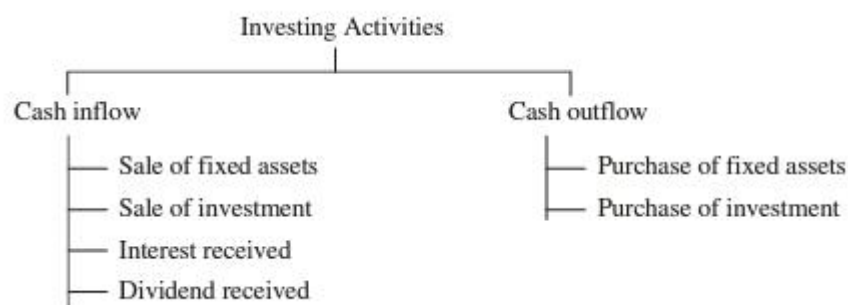 Investing Activities
Cash inflow
Sale of fixed assets
Sale of investment
Interest received
Dividend received
Cash outflow
Purchase of fixed assets
Purchase of investment